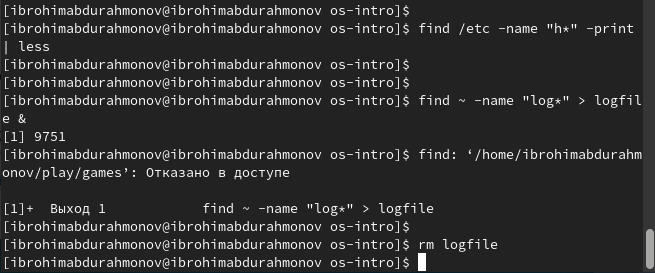 [ibrohimabdurahmonov@ibrohimabdurahmonov os-intro]$
[ibrohimabdurahmonov@ibrohimabdurahmonov os-intro]$ find /etc -name "h*" -print
| less
[ibrohimabdurahmonov@ibrohimabdurahmonov os-intro]$
[ibrohimabdurahmonov@ibrohimabdurahmonov os-intro]$
[ibrohimabdurahmonov@ibrohimabdurahmonov os-intro]$ find ~ -name "log*" > logfil
e &
[1] 9751
[ibrohimabdurahmonov@ibrohimabdurahmonov os-intro]$ find: ‘/home/ibrohimabdurahm
onov/play/games’: Отказано в доступе

[1]+  Выход 1            find ~ -name "log*" > logfile
[ibrohimabdurahmonov@ibrohimabdurahmonov os-intro]$
[ibrohimabdurahmonov@ibrohimabdurahmonov os-intro]$ rm logfile
[ibrohimabdurahmonov@ibrohimabdurahmonov os-intro]$